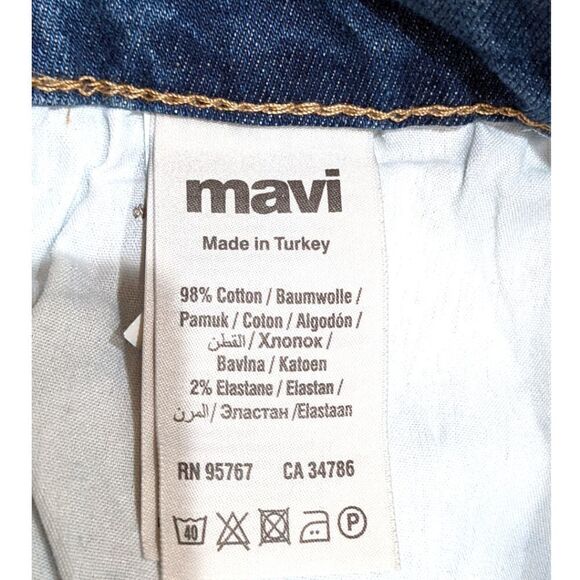 mavi
Made in Turkey
98% Cotton / Baumwolle /
Pamuk / Coton / Algodón /
القطن / Хлопок /
Bavlna / Katoen
2% Elastane / Elastan /
المرن / Эластан /Elastaan
RN 95767 CA 34786
40 P